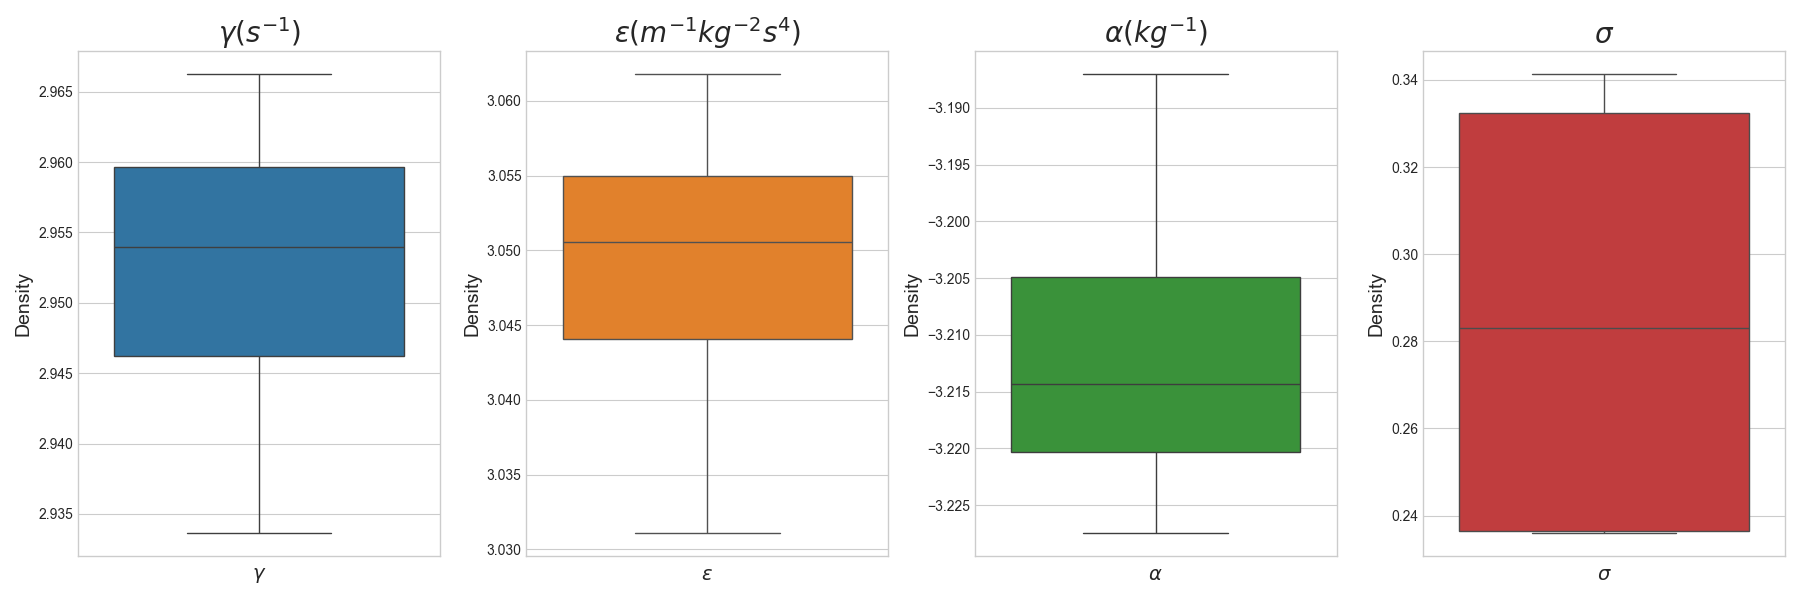 γ(s⁻¹)
2.965
2.960
2.955
2.950
2.945
2.940
2.935
Density
γ
ε(m⁻¹kg⁻²s⁴)
3.060
3.055
3.050
3.045
3.040
3.035
3.030
Density
ε
α(kg⁻¹)
−3.190
−3.195
−3.200
−3.205
−3.210
−3.215
−3.220
−3.225
Density
α
σ
0.34
0.32
0.30
0.28
0.26
0.24
Density
σ